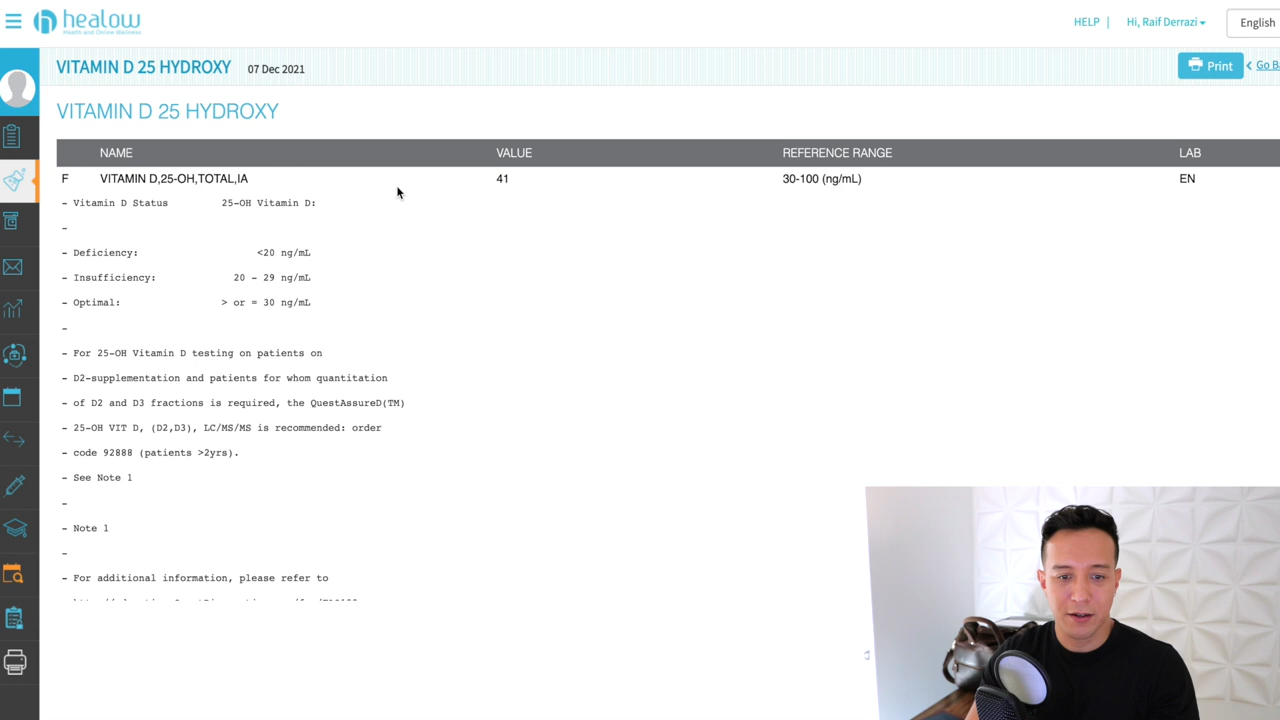 healow
Health and Online Wellness
HELP | Hi, Raif Derrazi
English
VITAMIN D 25 HYDROXY 07 Dec 2021
Print
Go B
VITAMIN D 25 HYDROXY
NAME VALUE REFERENCE RANGE LAB
F VITAMIN D,25-OH,TOTAL,IA 41 30-100 (ng/mL) EN
- Vitamin D Status 25-OH Vitamin D:
-
- Deficiency: <20 ng/mL
- Insufficiency: 20 - 29 ng/mL
- Optimal: > or = 30 ng/mL
-
- For 25-OH Vitamin D testing on patients on
- D2-supplementation and patients for whom quantitation
- of D2 and D3 fractions is required, the QuestAssureD(TM)
- 25-OH VIT D, (D2,D3), LC/MS/MS is recommended: order
- code 92888 (patients >2yrs).
- See Note 1
-
- Note 1
-
- For additional information, please refer to